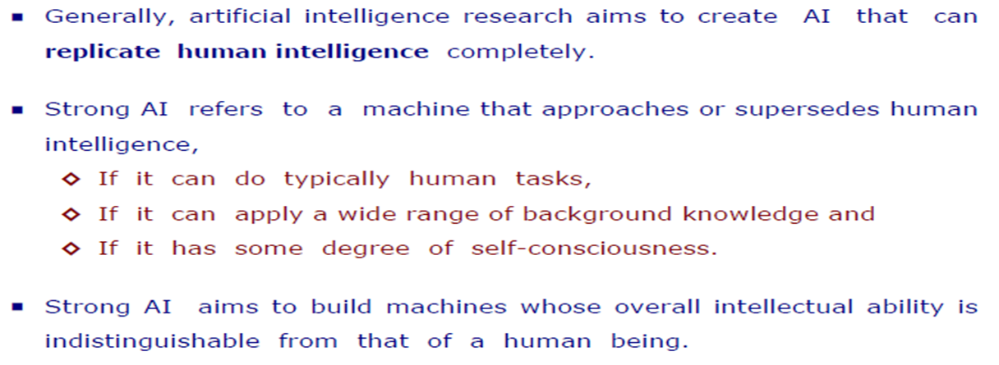 ▪ Generally, artificial intelligence research aims to create AI that can
replicate human intelligence completely.
▪ Strong AI refers to a machine that approaches or supersedes human
intelligence,
◇ If it can do typically human tasks,
◇ If it can apply a wide range of background knowledge and
◇ If it has some degree of self-consciousness.
▪ Strong AI aims to build machines whose overall intellectual ability is
indistinguishable from that of a human being.